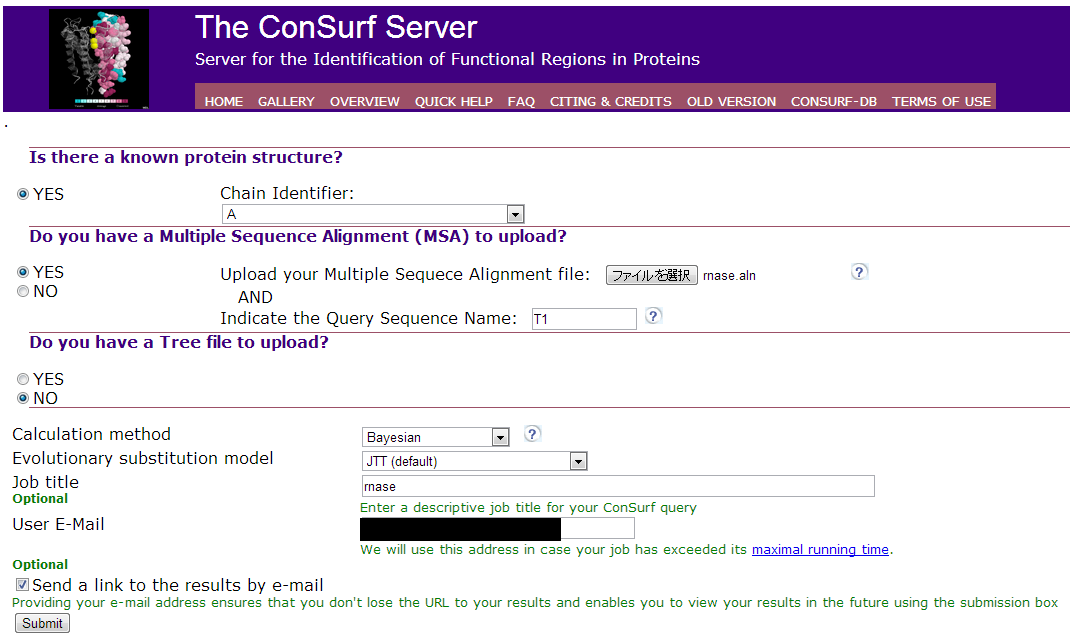 The ConSurf Server
Server for the Identification of Functional Regions in Proteins
HOME GALLERY OVERVIEW QUICK HELP FAQ CITING & CREDITS OLD VERSION CONSURF-DB TERMS OF USE
.
Is there a known protein structure?
YES Chain Identifier:
A
Do you have a Multiple Sequence Alignment (MSA) to upload?
YES Upload your Multiple Sequece Alignment file: ファイルを選択 rnase.aln ?
NO AND
Indicate the Query Sequence Name: T1 ?
Do you have a Tree file to upload?
YES
NO
Calculation method Bayesian ?
Evolutionary substitution model JTT (default)
Job title rnase
Optional Enter a descriptive job title for your ConSurf query
User E-Mail
We will use this address in case your job has exceeded its maximal running time.
Optional
Send a link to the results by e-mail
Providing your e-mail address ensures that you don't lose the URL to your results and enables you to view your results in the future using the submission box
Submit